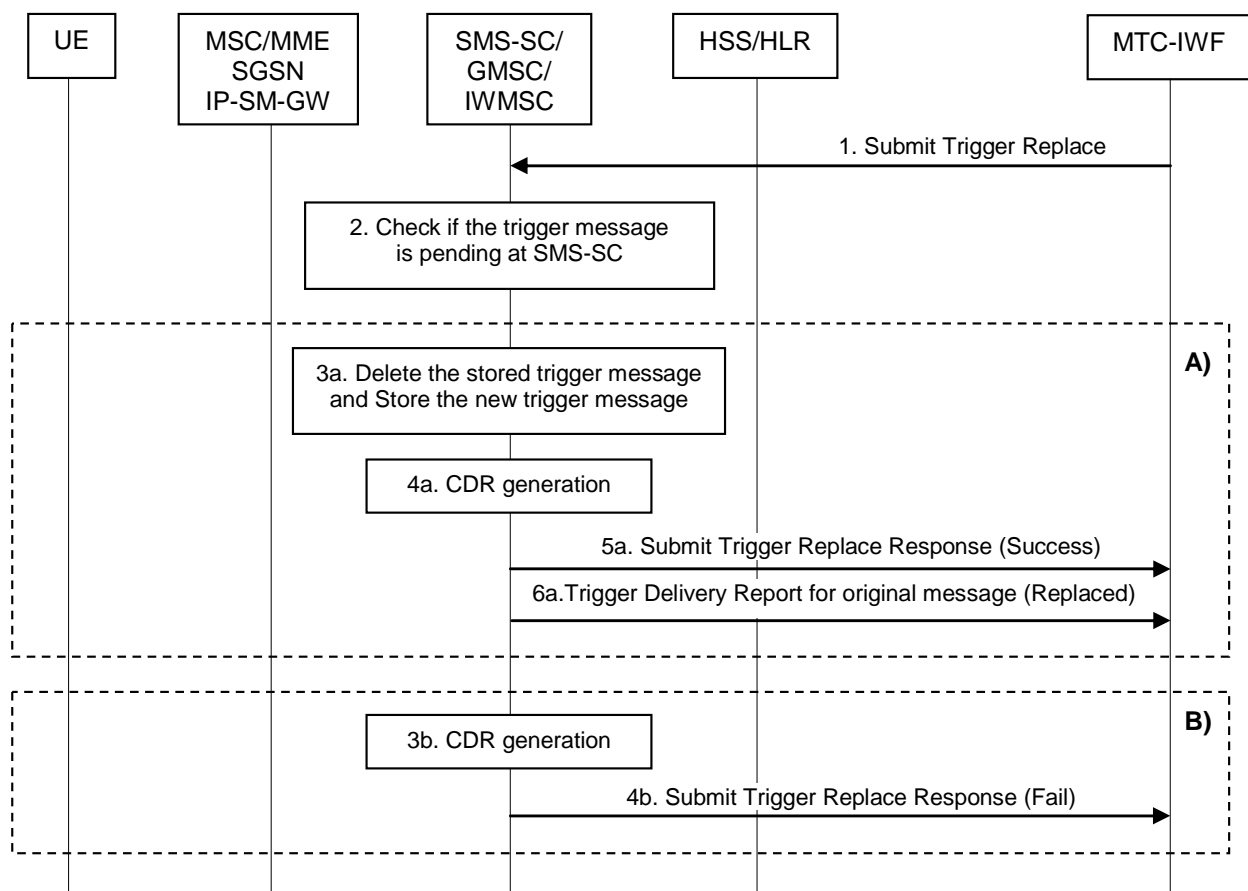 UE
MSC/MME
SGSN
IP-SM-GW
SMS-SC/
GMSC/
IWMSC
HSS/HLR
MTC-IWF
1. Submit Trigger Replace
2. Check if the trigger message
is pending at SMS-SC
A)
3a. Delete the stored trigger message
and Store the new trigger message
4a. CDR generation
5a. Submit Trigger Replace Response (Success)
6a.Trigger Delivery Report for original message (Replaced)
B)
3b. CDR generation
4b. Submit Trigger Replace Response (Fail)